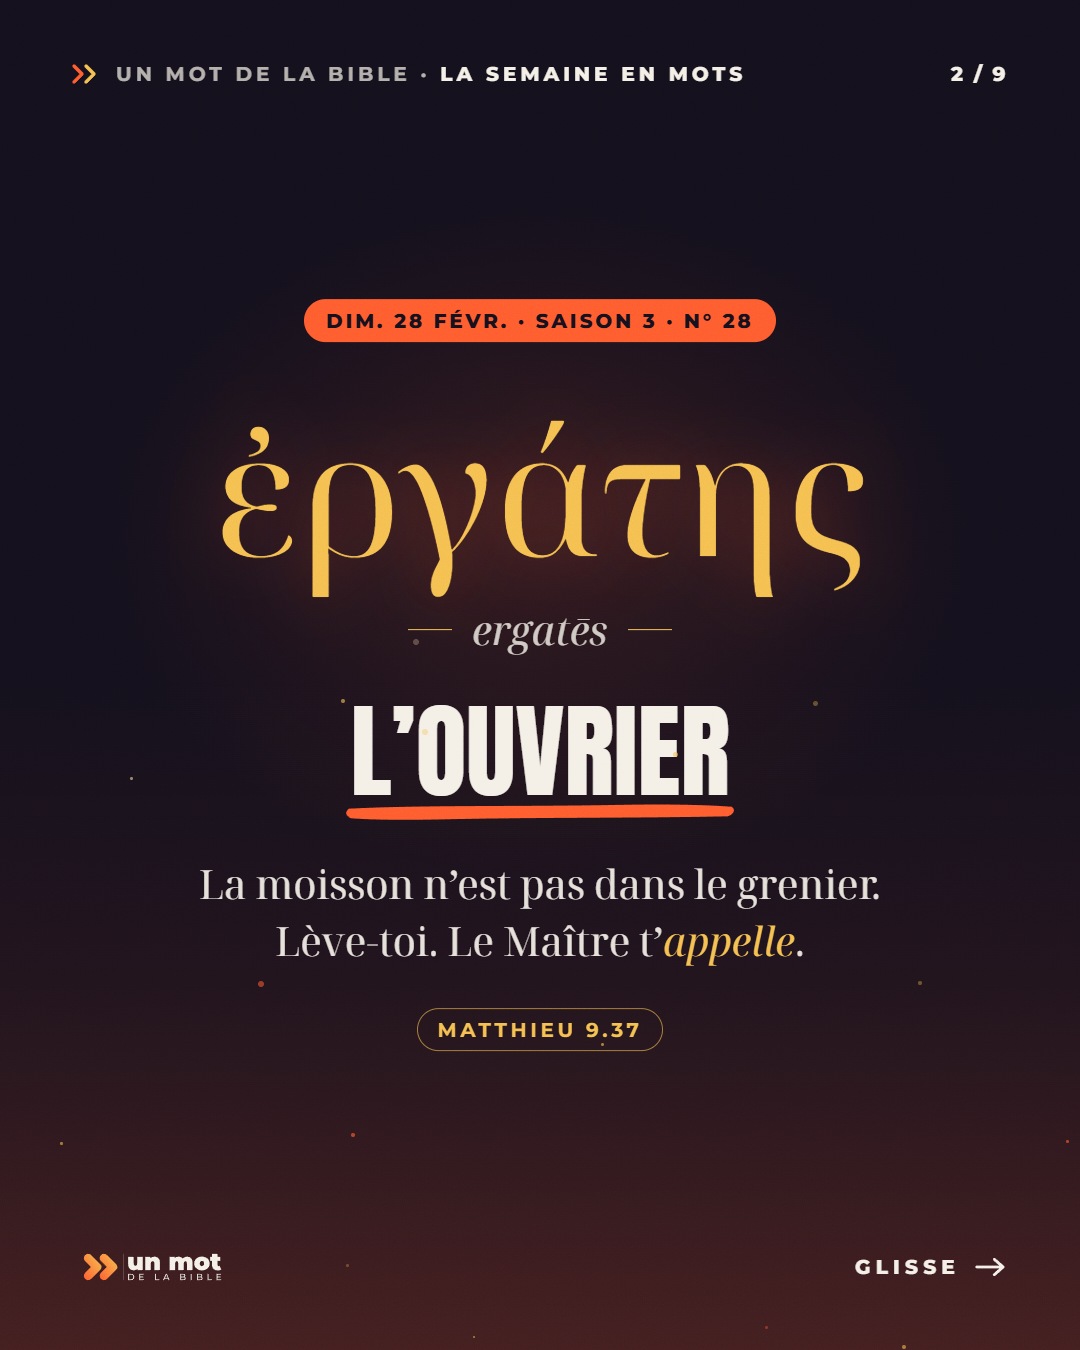 UN MOT DE LA BIBLE · LA SEMAINE EN MOTS
2 / 9
DIM. 28 FÉVR. · SAISON 3 · N° 28
ἐργάτης
ergatēs
L’OUVRIER
La moisson n’est pas dans le grenier.
Lève-toi. Le Maître t’appelle.
MATTHIEU 9.37
un mot
DE LA BIBLE
GLISSE →